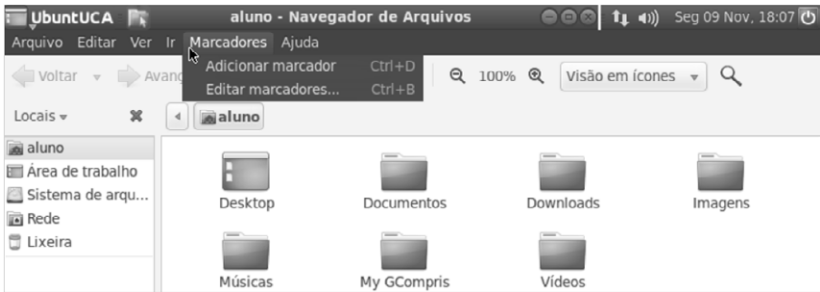 UbuntUCA aluno - Navegador de Arquivos Seg 09 Nov, 18:07
Arquivo Editar Ver Ir Marcadores Ajuda
Adicionar marcador Ctrl+D
Editar marcadores... Ctrl+B
Voltar Avanç 100% Visão em ícones
Locais aluno
aluno
Área de trabalho
Sistema de arqu...
Rede
Lixeira
Desktop Documentos Downloads Imagens
Músicas My GCompris Vídeos